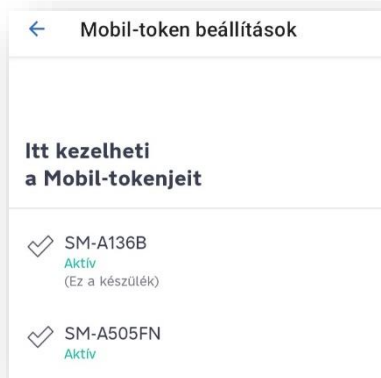 Mobil-token beállítások
Itt kezelheti
a Mobil-tokenjeit
SM-A136B
Aktív
(Ez a készülék)
SM-A505FN
Aktív